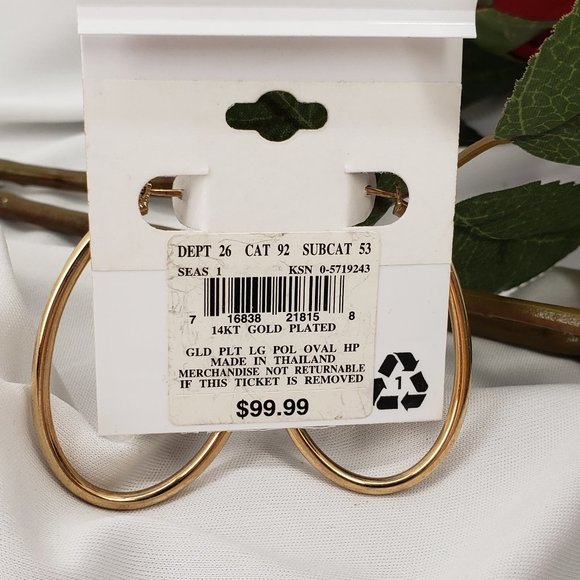 DEPT 26 CAT 92 SUBCAT 53
SEAS 1 KSN 0-5719243
7 16838 21815 8
14KT GOLD PLATED
GLD PLT LG POL OVAL HP
MADE IN THAILAND
MERCHANDISE NOT RETURNABLE
IF THIS TICKET IS REMOVED
$99.99
1